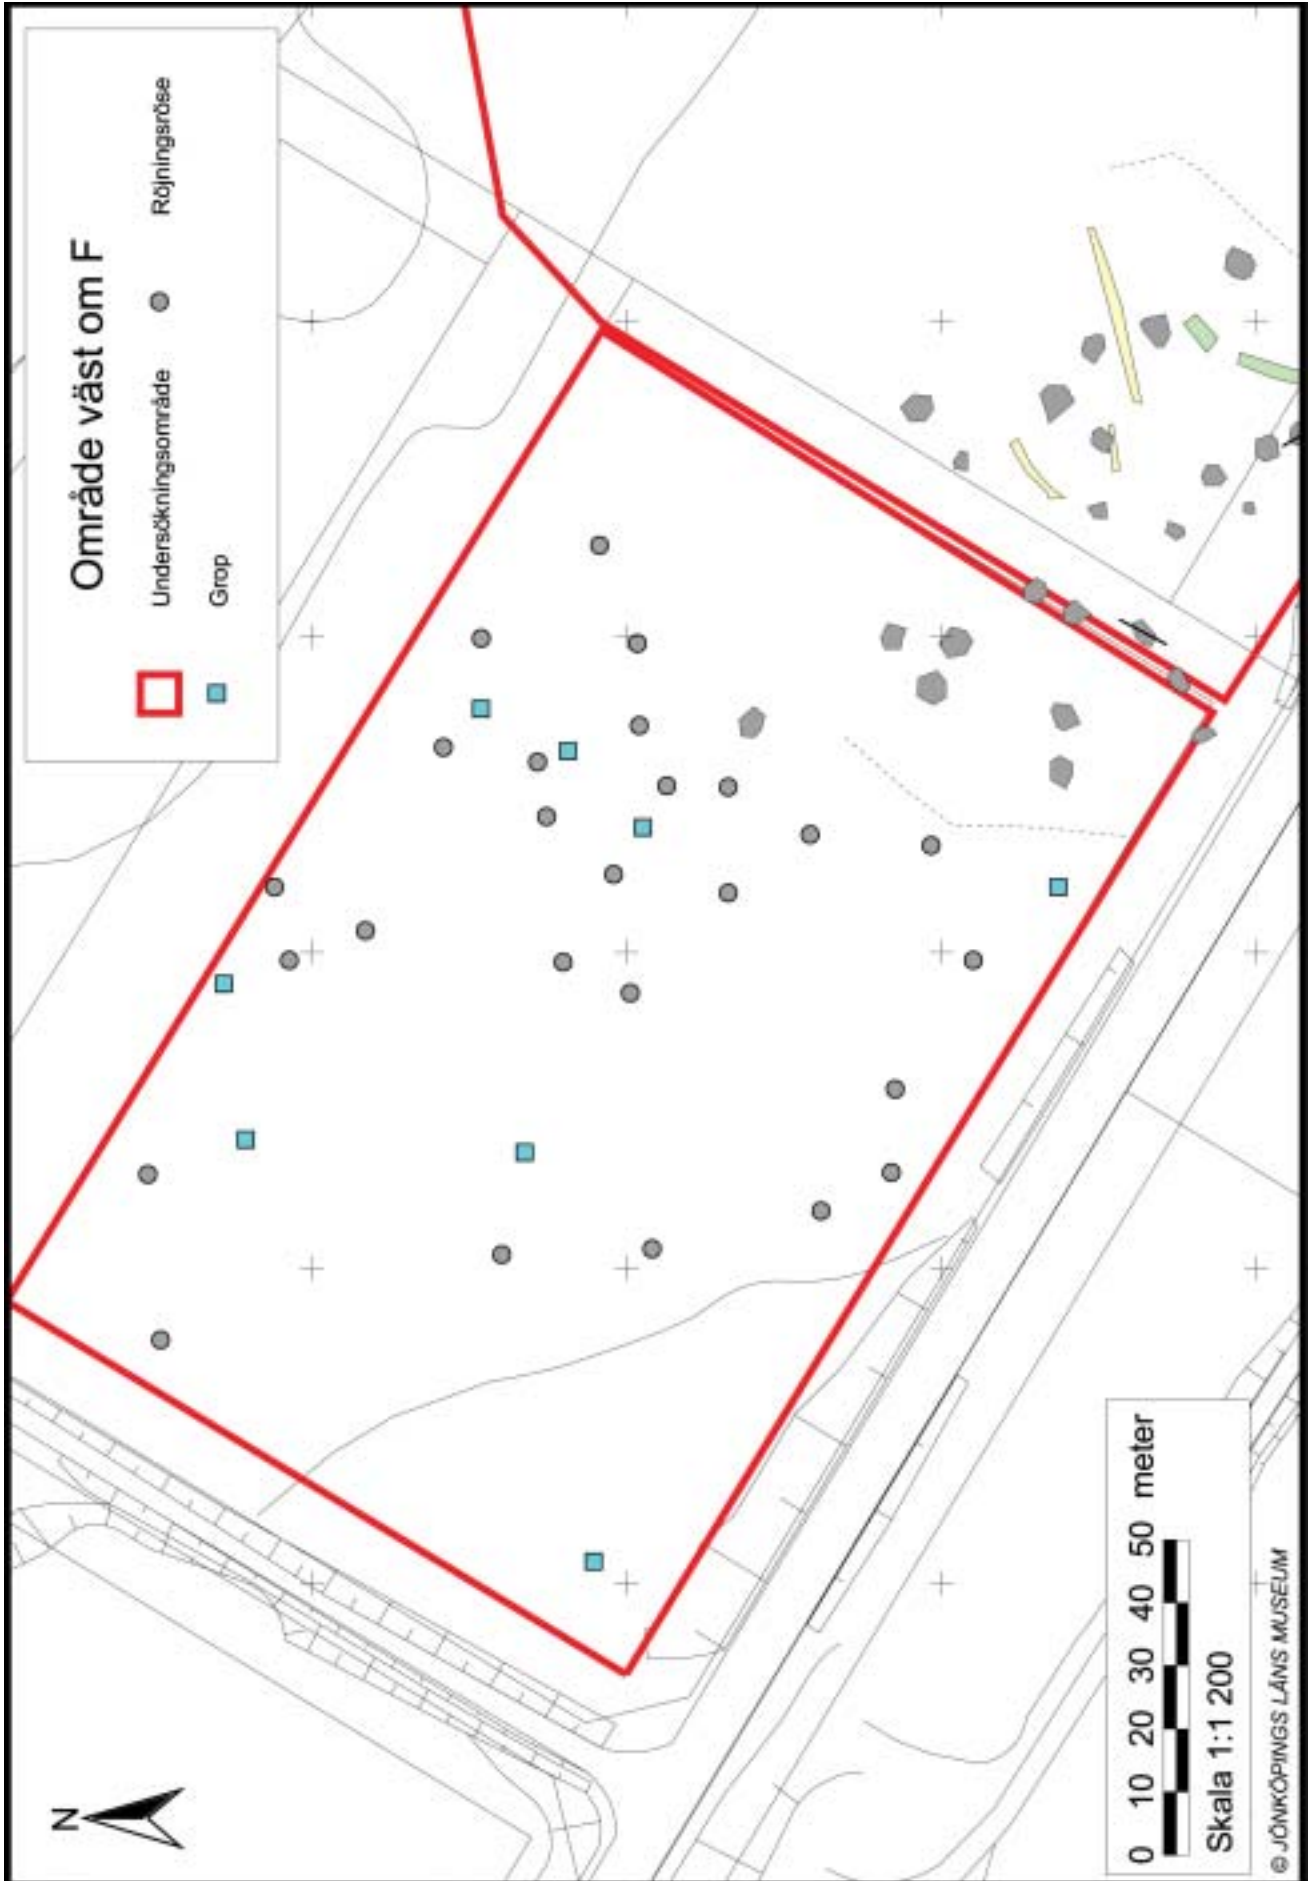 Område väst om F
Undersökningsområde
Röjningsröse
Grop
N
0 10 20 30 40 50 meter
Skala 1:1 200
© JÖNKÖPINGS LÄNS MUSEUM